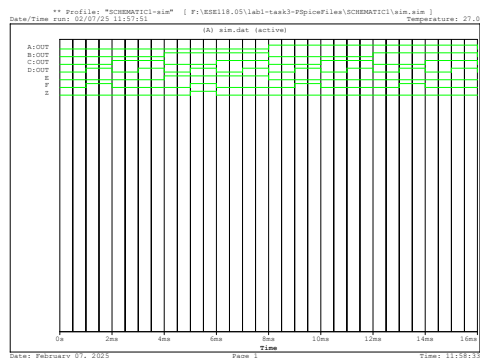 ** Profile: "SCHEMATIC1-sim" [ F:\ESE118.05\lab1-task3-PSpiceFiles\SCHEMATIC1\sim.sim ]
Date/Time run: 02/07/25 11:57:51 Temperature: 27.0
(A) sim.dat (active)
A:OUT
B:OUT
C:OUT
D:OUT
E
F
Z
0s 2ms 4ms 6ms 8ms 10ms 12ms 14ms 16ms
Time
Date: February 07, 2025 Page 1 Time: 11:58:33